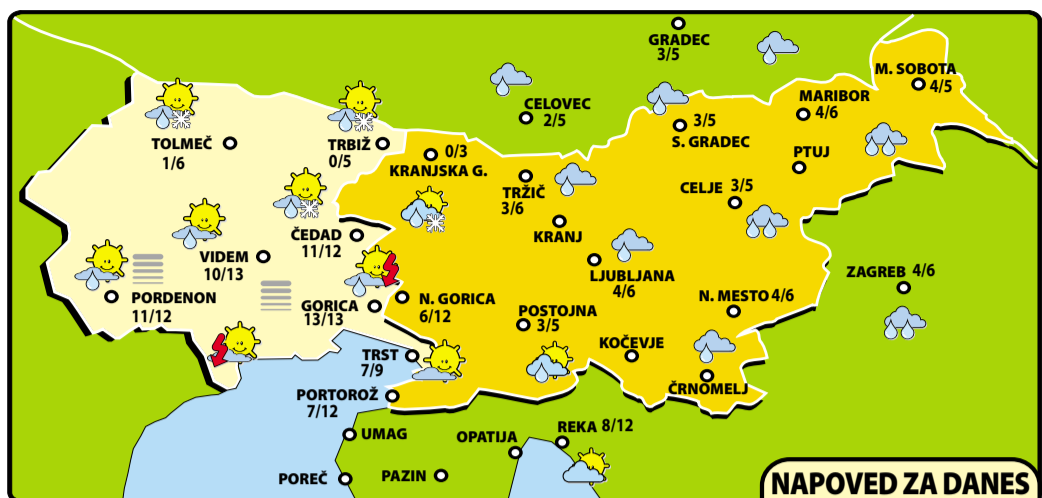 GRADEC
3/5
M. SOBOTA
4/5
CELOVEC
2/5
MARIBOR
4/6
3/5
S. GRADEC
TOLMEČ
1/6
TRBIŽ
0/5
0/3
KRANJSKA G.
PTUJ
TRŽIČ
3/6
CELJE 3/5
KRANJ
ČEDAD
11/12
VIDEM
10/13
LJUBLJANA
4/6
ZAGREB 4/6
PORDENON
11/12
GORICA
13/13
N. GORICA
6/12
N. MESTO 4/6
POSTOJNA
3/5
KOČEVJE
TRST
7/9
ČRNOMELJ
PORTOROŽ
7/12
UMAG
OPATIJA
REKA 8/12
POREČ
PAZIN
NAPOVED ZA DANES